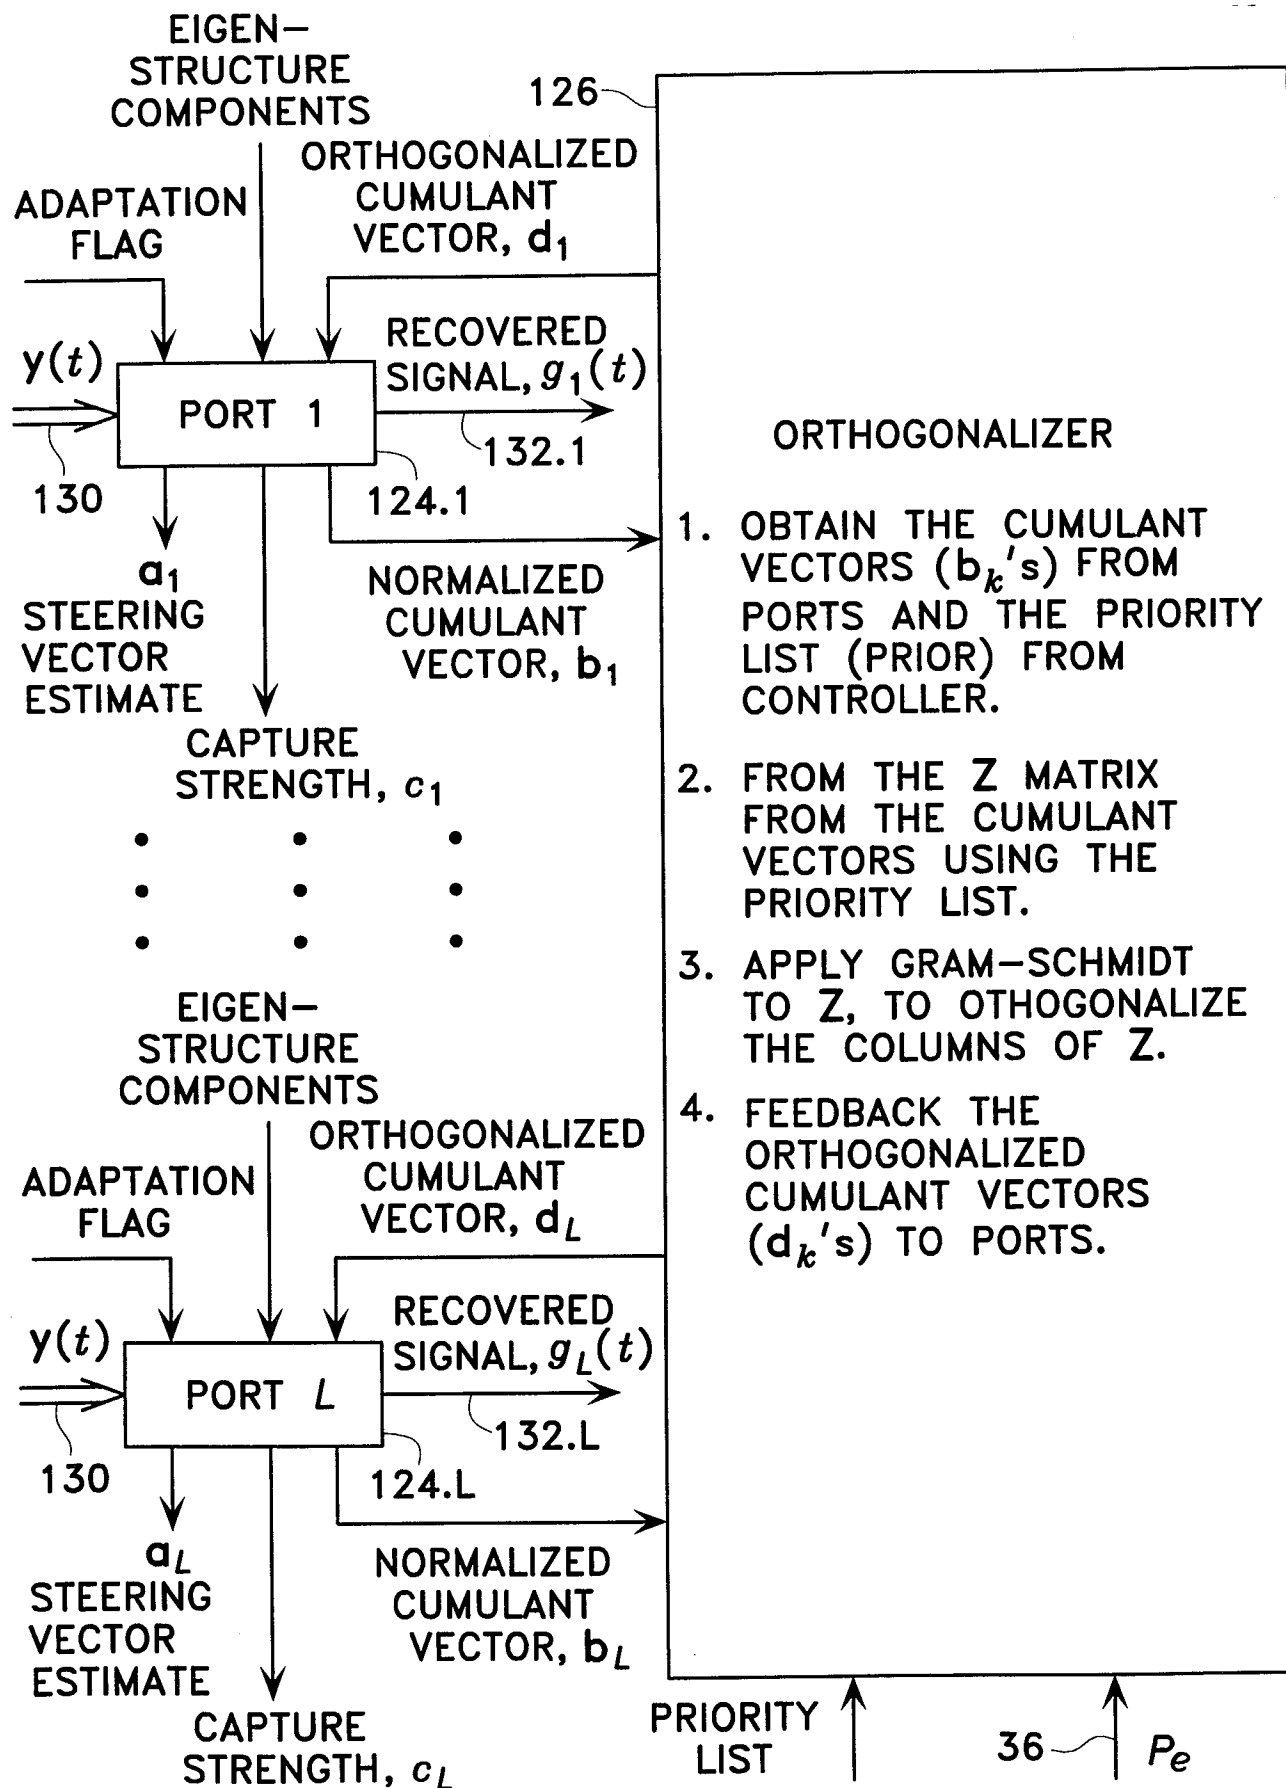 EIGEN–
STRUCTURE
COMPONENTS
126
ORTHOGONALIZED
CUMULANT
VECTOR, d1
ADAPTATION
FLAG
y(t)
130
PORT 1
RECOVERED
SIGNAL, g1(t)
132.1
124.1
a1
STEERING
VECTOR
ESTIMATE
NORMALIZED
CUMULANT
VECTOR, b1
CAPTURE
STRENGTH, c1
EIGEN–
STRUCTURE
COMPONENTS
ORTHOGONALIZED
CUMULANT
VECTOR, dL
ADAPTATION
FLAG
y(t)
130
PORT L
RECOVERED
SIGNAL, gL(t)
132.L
124.L
aL
STEERING
VECTOR
ESTIMATE
NORMALIZED
CUMULANT
VECTOR, bL
CAPTURE
STRENGTH, cL
ORTHOGONALIZER
1. OBTAIN THE CUMULANT
VECTORS (bk's) FROM
PORTS AND THE PRIORITY
LIST (PRIOR) FROM
CONTROLLER.
2. FROM THE Z MATRIX
FROM THE CUMULANT
VECTORS USING THE
PRIORITY LIST.
3. APPLY GRAM–SCHMIDT
TO Z, TO OTHOGONALIZE
THE COLUMNS OF Z.
4. FEEDBACK THE
ORTHOGONALIZED
CUMULANT VECTORS
(dk's) TO PORTS.
PRIORITY
LIST
36
Pe